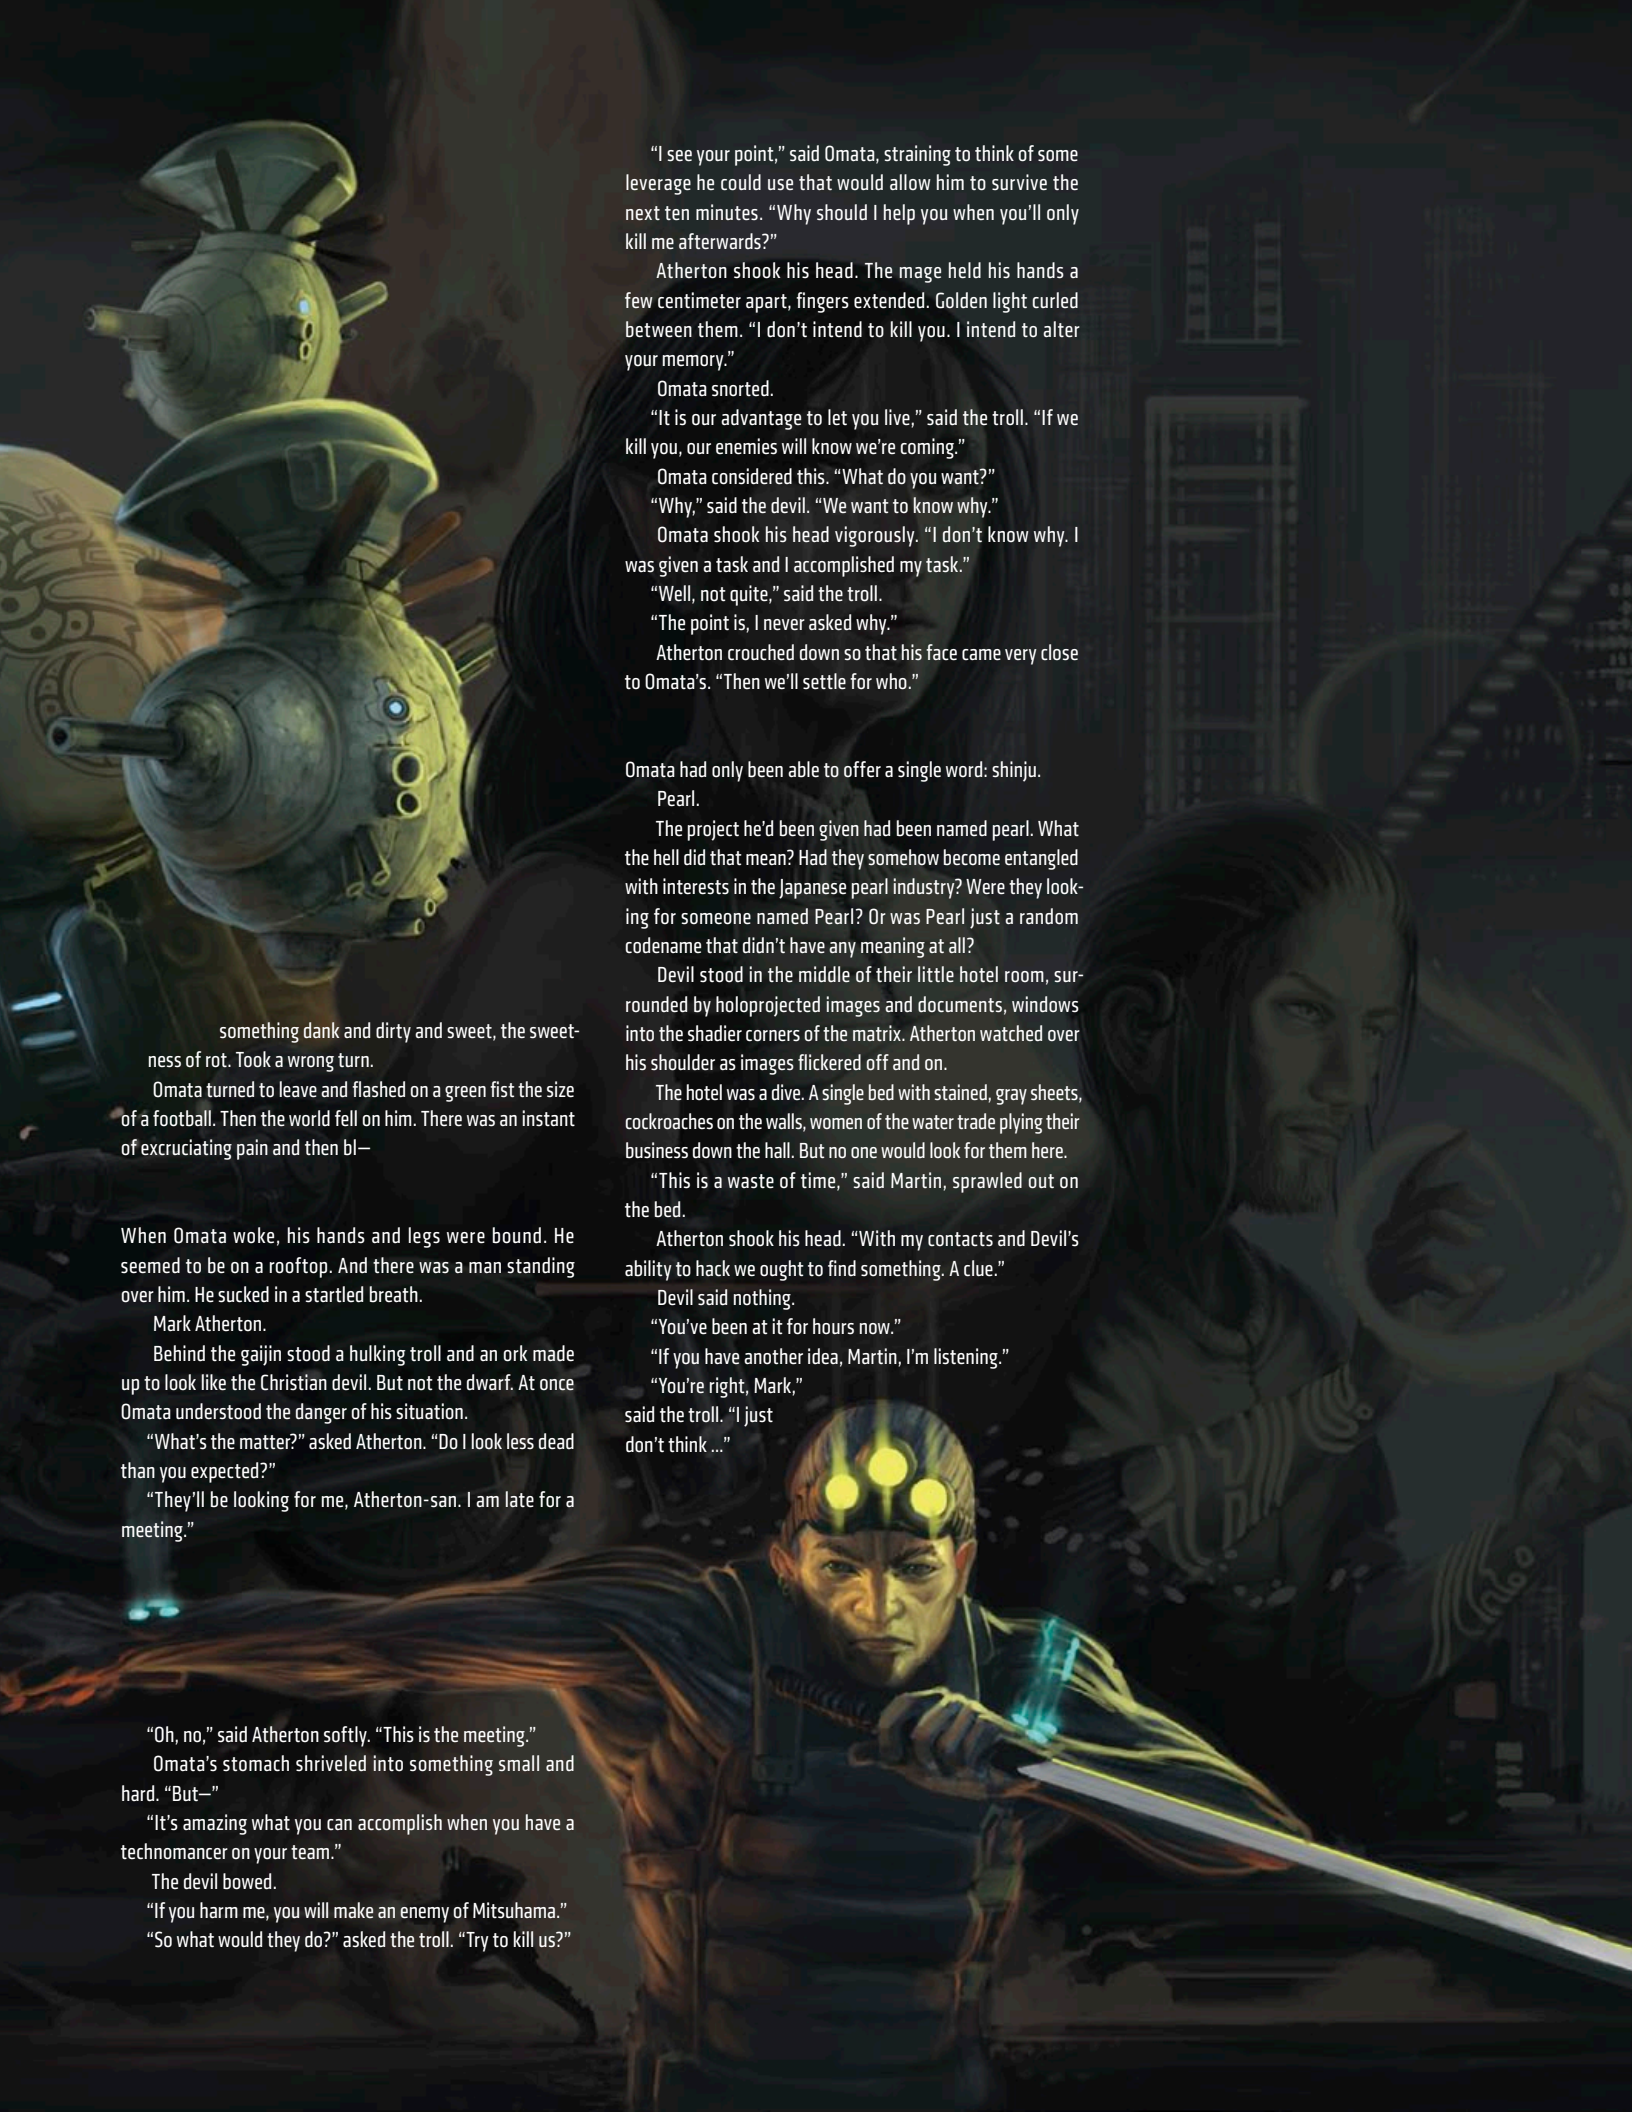 something dank and dirty and sweet, the sweet-
ness of rot. Took a wrong turn.
Omata turned to leave and flashed on a green fist the size
of a football. Then the world fell on him. There was an instant
of excruciating pain and then bl—
When Omata woke, his hands and legs were bound. He
seemed to be on a rooftop. And there was a man standing
over him. He sucked in a startled breath.
Mark Atherton.
Behind the gaijin stood a hulking troll and an ork made
up to look like the Christian devil. But not the dwarf. At once
Omata understood the danger of his situation.
“What’s the matter?” asked Atherton. “Do I look less dead
than you expected?”
“They’ll be looking for me, Atherton-san. I am late for a
meeting.”
“Oh, no,” said Atherton softly. “This is the meeting.”
Omata’s stomach shriveled into something small and
hard. “But—”
“It’s amazing what you can accomplish when you have a
technomancer on your team.”
The devil bowed.
“If you harm me, you will make an enemy of Mitsuhama.”
“So what would they do?” asked the troll. “Try to kill us?”
“I see your point,” said Omata, straining to think of some
leverage he could use that would allow him to survive the
next ten minutes. “Why should I help you when you’ll only
kill me afterwards?”
Atherton shook his head. The mage held his hands a
few centimeter apart, fingers extended. Golden light curled
between them. “I don’t intend to kill you. I intend to alter
your memory.”
Omata snorted.
“It is our advantage to let you live,” said the troll. “If we
kill you, our enemies will know we’re coming.”
Omata considered this. “What do you want?”
“Why,” said the devil. “We want to know why.”
Omata shook his head vigorously. “I don’t know why. I
was given a task and I accomplished my task.”
“Well, not quite,” said the troll.
“The point is, I never asked why.”
Atherton crouched down so that his face came very close
to Omata’s. “Then we’ll settle for who.”
Omata had only been able to offer a single word: shinju.
Pearl.
The project he’d been given had been named pearl. What
the hell did that mean? Had they somehow become entangled
with interests in the Japanese pearl industry? Were they look-
ing for someone named Pearl? Or was Pearl just a random
codename that didn’t have any meaning at all?
Devil stood in the middle of their little hotel room, sur-
rounded by holoprojected images and documents, windows
into the shadier corners of the matrix. Atherton watched over
his shoulder as images flickered off and on.
The hotel was a dive. A single bed with stained, gray sheets,
cockroaches on the walls, women of the water trade plying their
business down the hall. But no one would look for them here.
“This is a waste of time,” said Martin, sprawled out on
the bed.
Atherton shook his head. “With my contacts and Devil’s
ability to hack we ought to find something. A clue.”
Devil said nothing.
“You’ve been at it for hours now.”
“If you have another idea, Martin, I’m listening.”
“You’re right, Mark,”
said the troll. “I just
don’t think ...”